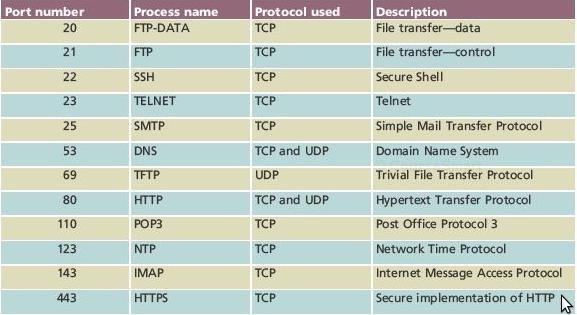 Port number Process name Protocol used Description
20 FTP-DATA TCP File transfer—data
21 FTP TCP File transfer—control
22 SSH TCP Secure Shell
23 TELNET TCP Telnet
25 SMTP TCP Simple Mail Transfer Protocol
53 DNS TCP and UDP Domain Name System
69 TFTP UDP Trivial File Transfer Protocol
80 HTTP TCP and UDP Hypertext Transfer Protocol
110 POP3 TCP Post Office Protocol 3
123 NTP TCP Network Time Protocol
143 IMAP TCP Internet Message Access Protocol
443 HTTPS TCP Secure implementation of HTTP